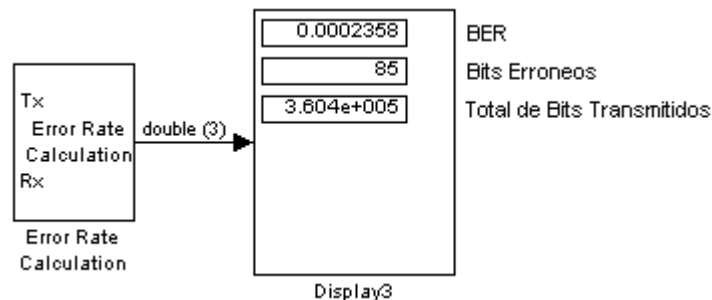 0.0002358 BER
85 Bits Erroneos
3.604e+005 Total de Bits Transmitidos
Tx
Error Rate
Calculation
Rx
double (3)
Error Rate
Calculation
Display3